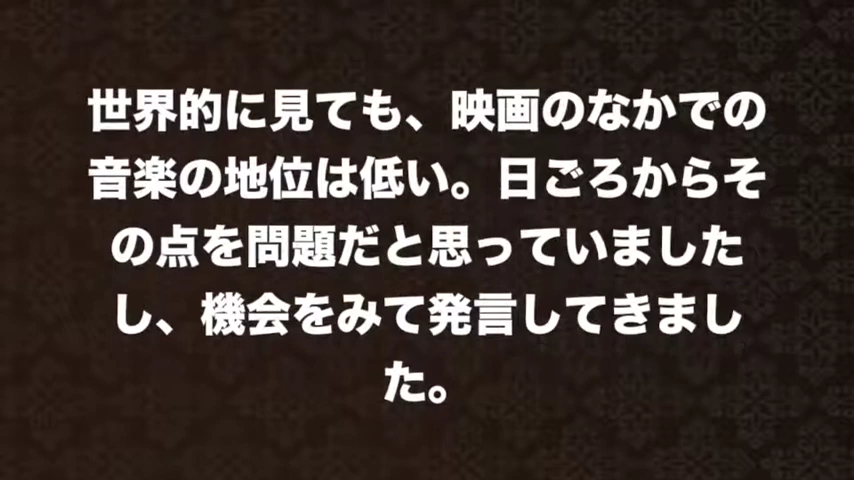 世界的に見ても、映画のなかでの
音楽の地位は低い。日ごろからそ
の点を問題だと思っていました
し、機会をみて発言してきまし
た。